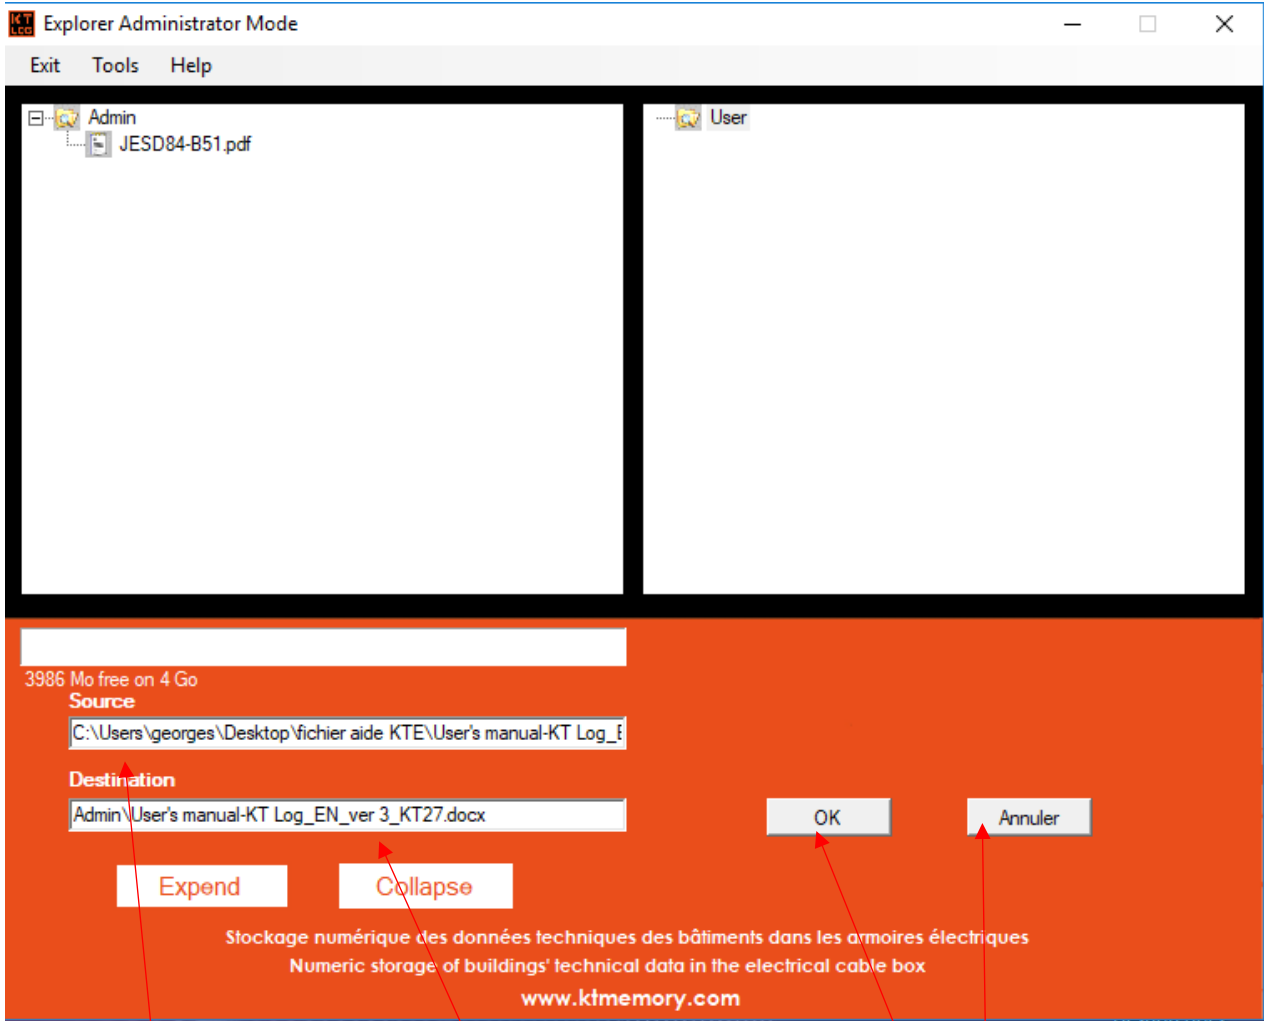 KT
LOG
Explorer Administrator Mode
Exit Tools Help
Admin
JESD84-B51.pdf
User
3986 Mo free on 4 Go
Source
C:\Users\georges\Desktop\fichier aide KTE\User's manual-KT Log_E
Destination
Admin\User's manual-KT Log_EN_ver 3_KT27.docx
OK
Annuler
Expend
Collapse
Stockage numérique des données techniques des bâtiments dans les armoires électriques
Numeric storage of buildings' technical data in the electrical cable box
www.ktmemory.com